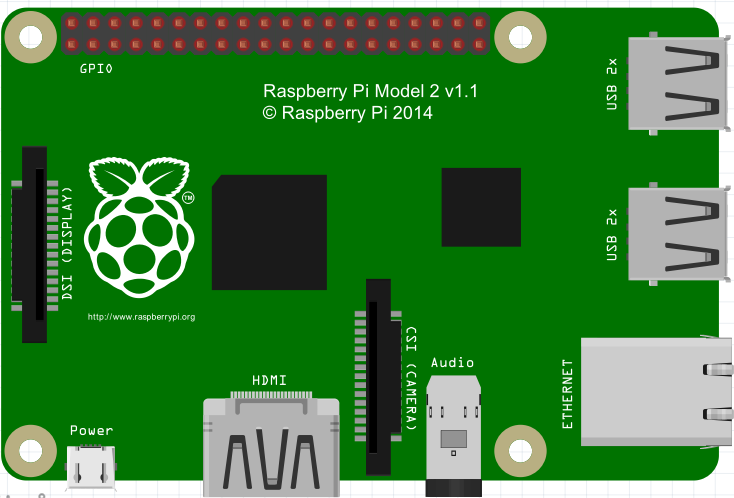 GPIO
Raspberry Pi Model 2 v1.1
© Raspberry Pi 2014
USB 2x
DSI (DISPLAY)
TM
USB 2x
http://www.raspberrypi.org
CSI (CAMERA)
Audio
ETHERNET
HDMI
Power